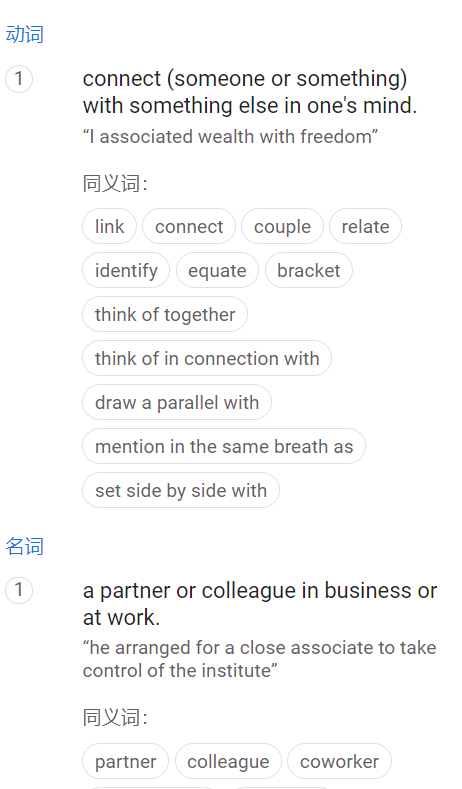 动词
1
connect (someone or something)
with something else in one's mind.
“I associated wealth with freedom”
同义词：
link connect couple relate
identify equate bracket
think of together
think of in connection with
draw a parallel with
mention in the same breath as
set side by side with
名词
1
a partner or colleague in business or
at work.
“he arranged for a close associate to take
control of the institute”
同义词：
partner colleague coworker